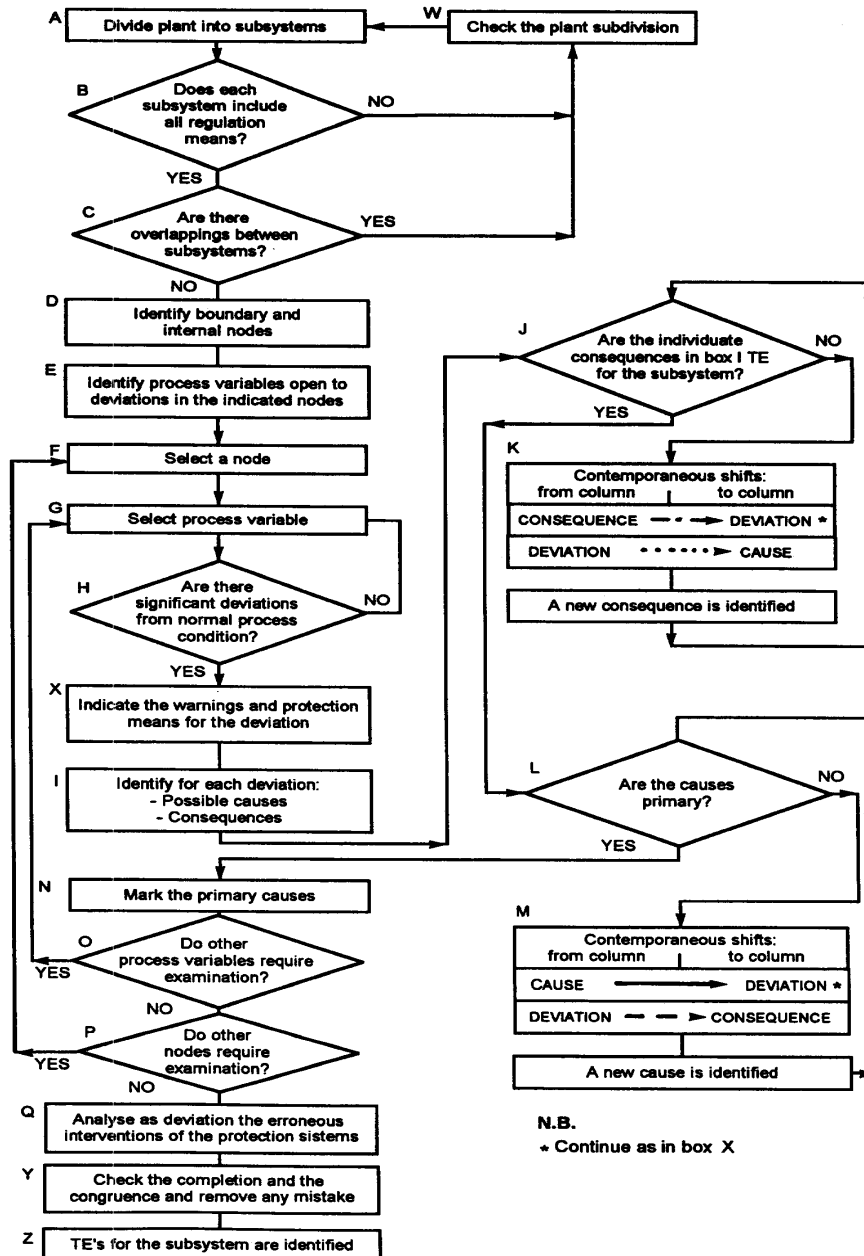 A
Divide plant into subsystems
W
Check the plant subdivision
B
Does each
subsystem include
all regulation
means?
NO
YES
C
Are there
overlappings between
subsystems?
YES
NO
D
Identify boundary and
internal nodes
E
Identify process variables open to
deviations in the indicated nodes
F
Select a node
G
Select process variable
H
Are there
significant deviations
from normal process
condition?
NO
YES
X
Indicate the warnings and protection
means for the deviation
I
Identify for each deviation:
- Possible causes
- Consequences
J
Are the individuate
consequences in box I TE
for the subsystem?
NO
YES
K
Contemporaneous shifts:
from column to column
CONSEQUENCE DEVIATION *
DEVIATION CAUSE
A new consequence is identified
L
Are the causes
primary?
NO
YES
N
Mark the primary causes
O
Do other
process variables require
examination?
YES
NO
P
Do other
nodes require
examination?
YES
NO
M
Contemporaneous shifts:
from column to column
CAUSE DEVIATION *
DEVIATION CONSEQUENCE
A new cause is identified
Q
Analyse as deviation the erroneous
interventions of the protection sistems
Y
Check the completion and the
congruence and remove any mistake
Z
TE's for the subsystem are identified
N.B.
* Continue as in box X